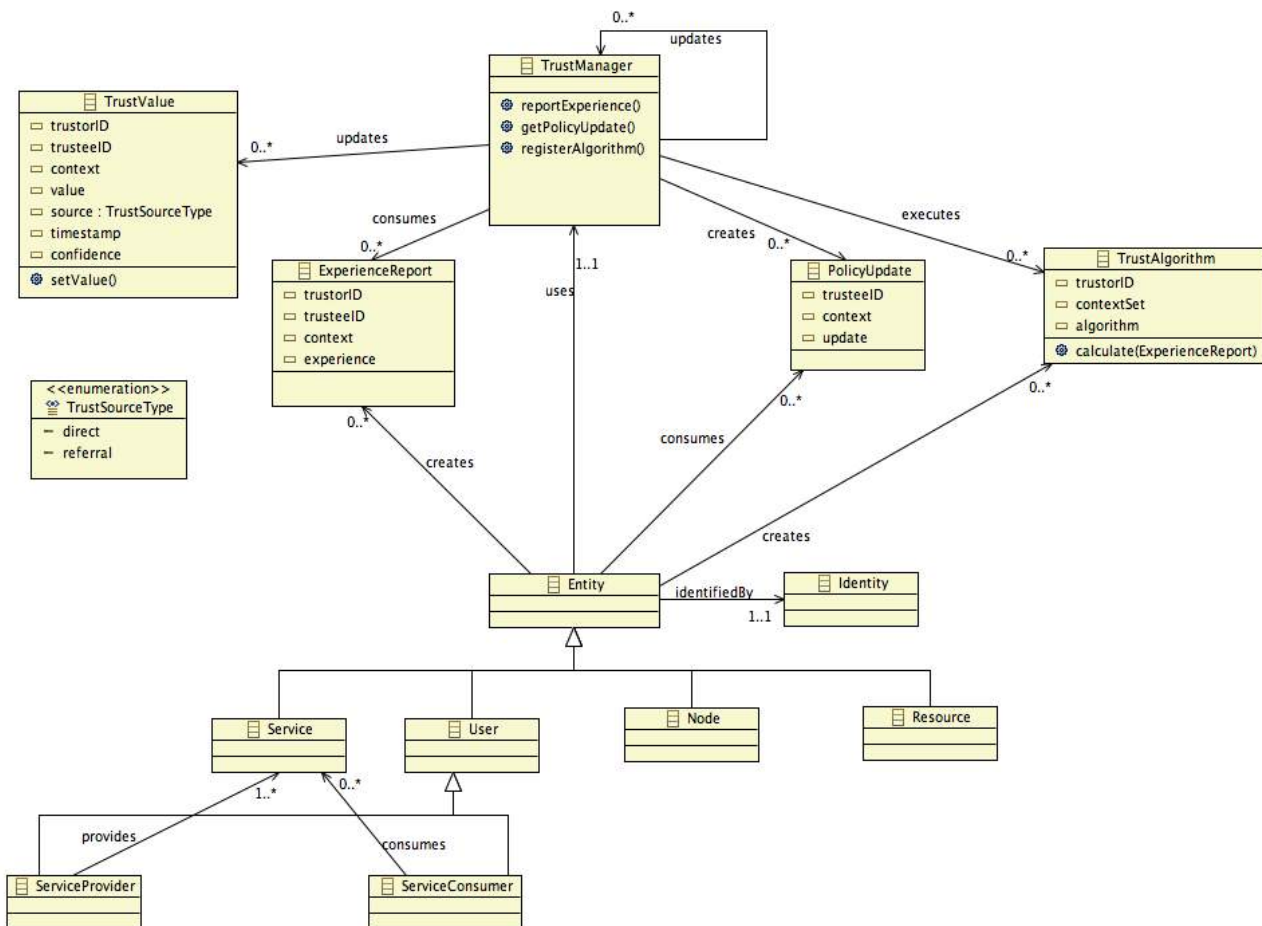 0..*
updates
TrustManager
reportExperience()
getPolicyUpdate()
registerAlgorithm()
TrustValue
trustorID
trusteeID
context
value
source : TrustSourceType
timestamp
confidence
setValue()
0..*
updates
consumes
0..*
creates
0..*
executes
0..*
ExperienceReport
trustorID
trusteeID
context
experience
1..1
uses
PolicyUpdate
trusteeID
context
update
TrustAlgorithm
trustorID
contextSet
algorithm
calculate(ExperienceReport)
<<enumeration>>
TrustSourceType
direct
referral
0..*
creates
0..*
consumes
0..*
creates
Entity
identifiedBy
1..1
Identity
Service
User
Node
Resource
1..*
0..*
provides
consumes
ServiceProvider
ServiceConsumer